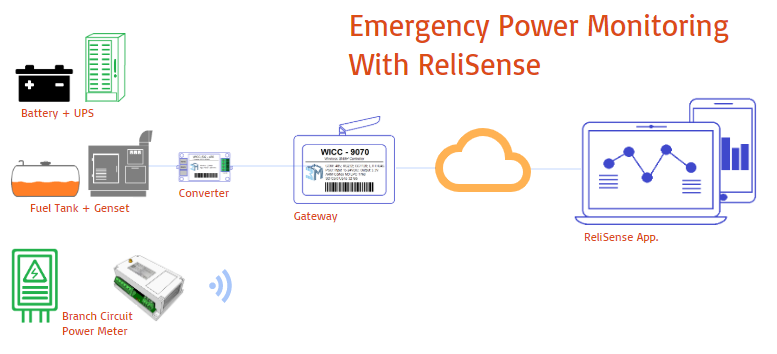 Emergency Power Monitoring
With ReliSense
Battery + UPS
Fuel Tank + Genset
Converter
WICC - 9070
Gateway
ReliSense App.
Branch Circuit
Power Meter